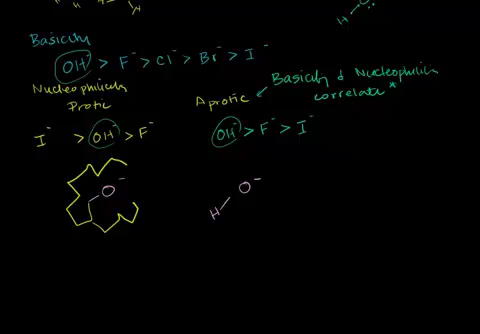 H
H
O
Basicity
OH⁻ > F⁻ > Cl⁻ > Br⁻ > I⁻
Nucleophilicity
Protic
Aprotic
Basicity & Nucleophilicity
correlate *
I⁻ > OH⁻ > F⁻
OH⁻ > F⁻ > I⁻
O⁻
O⁻
H